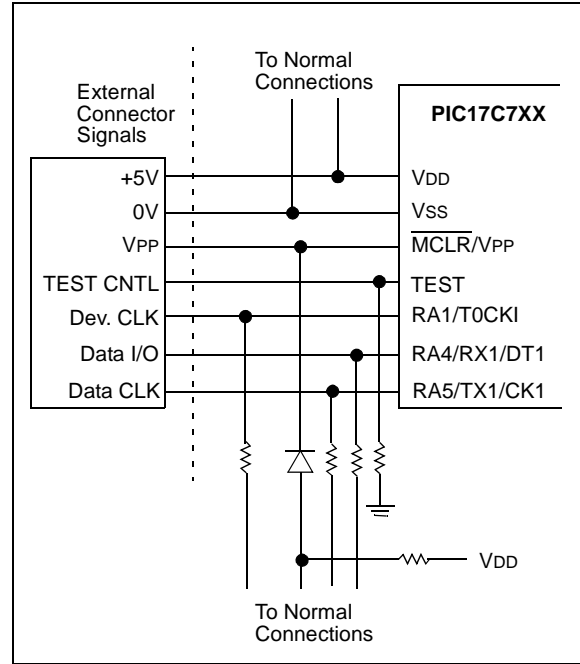 To Normal
Connections
External
Connector
Signals
PIC17C7XX
+5V
VDD
0V
VSS
VPP
MCLR/VPP
TEST CNTL
TEST
Dev. CLK
RA1/T0CKI
Data I/O
RA4/RX1/DT1
Data CLK
RA5/TX1/CK1
VDD
To Normal
Connections